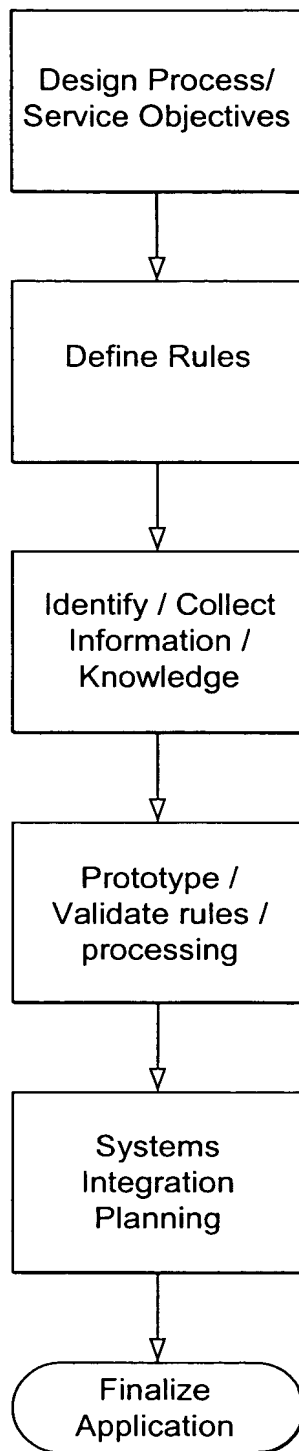 Design Process/
Service Objectives
Define Rules
Identify / Collect
Information /
Knowledge
Prototype /
Validate rules /
processing
Systems
Integration
Planning
Finalize
Application